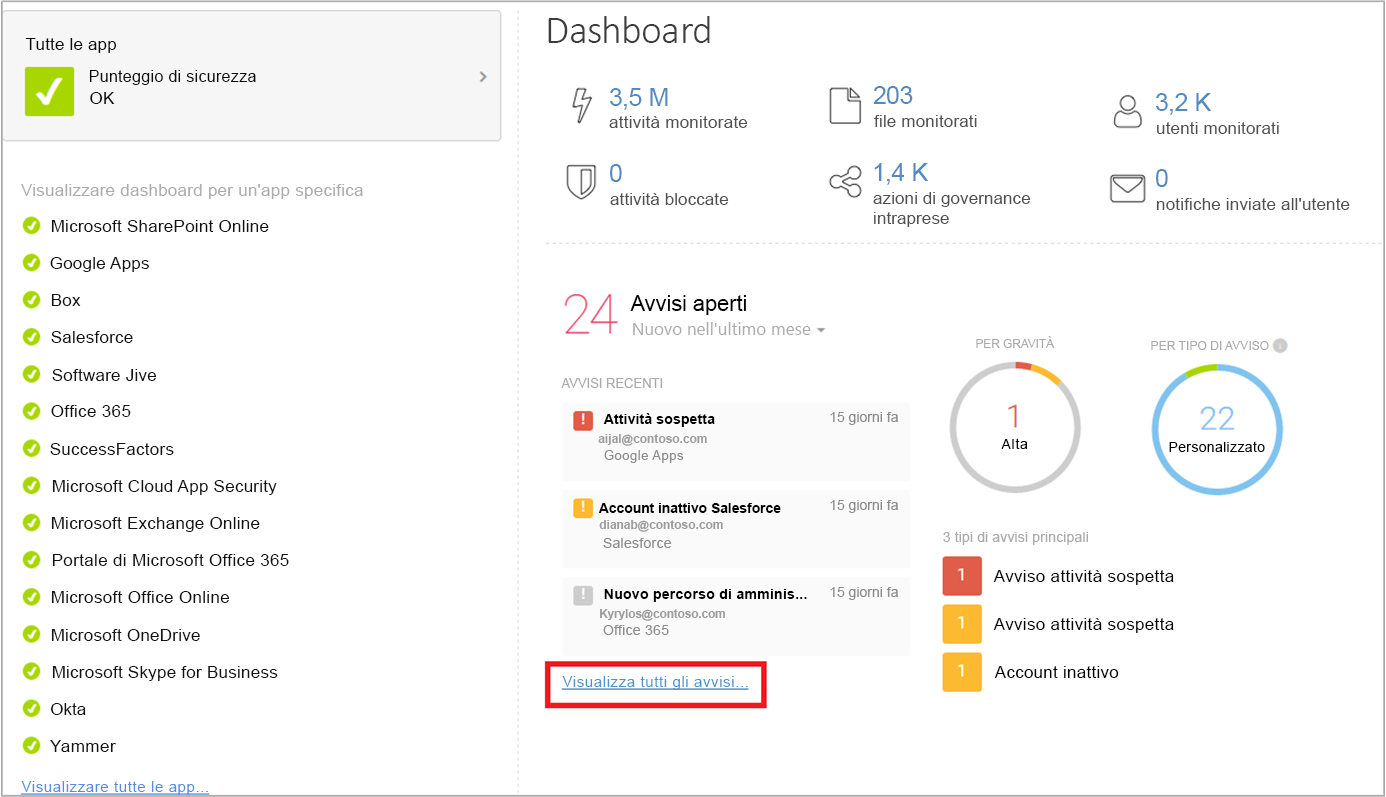 Tutte le app
Punteggio di sicurezza
OK
Visualizzare dashboard per un'app specifica
Microsoft SharePoint Online
Google Apps
Box
Salesforce
Software Jive
Office 365
SuccessFactors
Microsoft Cloud App Security
Microsoft Exchange Online
Portale di Microsoft Office 365
Microsoft Office Online
Microsoft OneDrive
Microsoft Skype for Business
Okta
Yammer
Visualizzare tutte le app...
Dashboard
3,5 M
attività monitorate
203
file monitorati
3,2 K
utenti monitorati
0
attività bloccate
1,4 K
azioni di governance
intraprese
0
notifiche inviate all'utente
24
Avvisi aperti
Nuovo nell'ultimo mese
AVVISI RECENTI
Attività sospetta
15 giorni fa
aijal@contoso.com
Google Apps
Account inattivo Salesforce
15 giorni fa
dianab@contoso.com
Salesforce
Nuovo percorso di amminis...
15 giorni fa
Kyrylos@contoso.com
Office 365
Visualizza tutti gli avvisi...
PER GRAVITÀ
1
Alta
PER TIPO DI AVVISO
22
Personalizzato
3 tipi di avvisi principali
1 Avviso attività sospetta
1 Avviso attività sospetta
1 Account inattivo